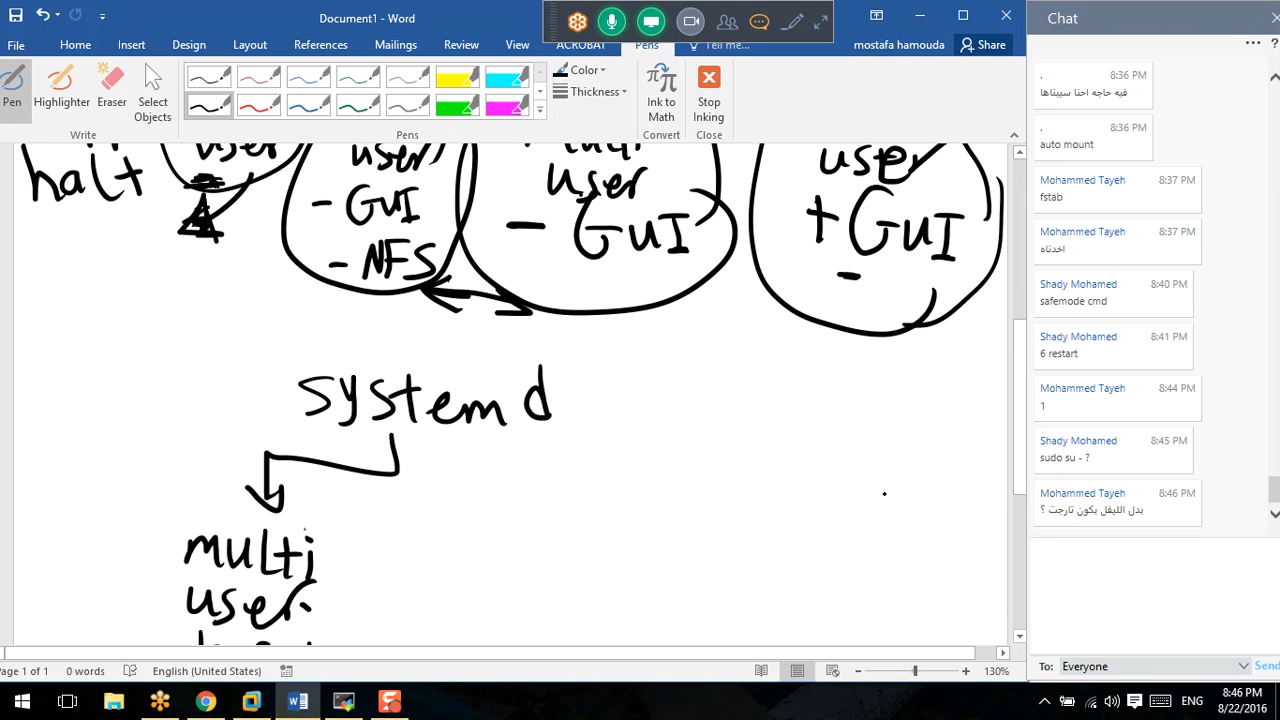 Document1 - Word
File
Home
Insert
Design
Layout
References
Mailings
Review
View
ACROBAT
Pens
Tell me...
mostafa hamouda
Share
Pen
Highlighter
Eraser
Select Objects
Color
Thickness
Ink to Math
Stop Inking
Write
Pens
Convert
Close
halt
user
user
- GUI
- NFS
user
- GUI
user
+ GUI
-
systemd
multi
user
Page 1 of 1
0 words
English (United States)
130%
Chat
. 8:36 PM
فيه حاجه احنا سيبناها
. 8:36 PM
auto mount
Mohammed Tayeh 8:37 PM
fstab
Mohammed Tayeh 8:37 PM
اخدناه
Shady Mohamed 8:40 PM
safemode cmd
Shady Mohamed 8:41 PM
6 restart
Mohammed Tayeh 8:44 PM
1
Shady Mohamed 8:45 PM
sudo su - ?
Mohammed Tayeh 8:46 PM
بدل الليفل بكون تارجت ؟
To: Everyone
Send
ENG
8:46 PM
8/22/2016